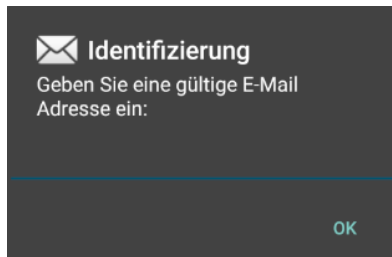 Identifizierung
Geben Sie eine gültige E-Mail
Adresse ein:
OK